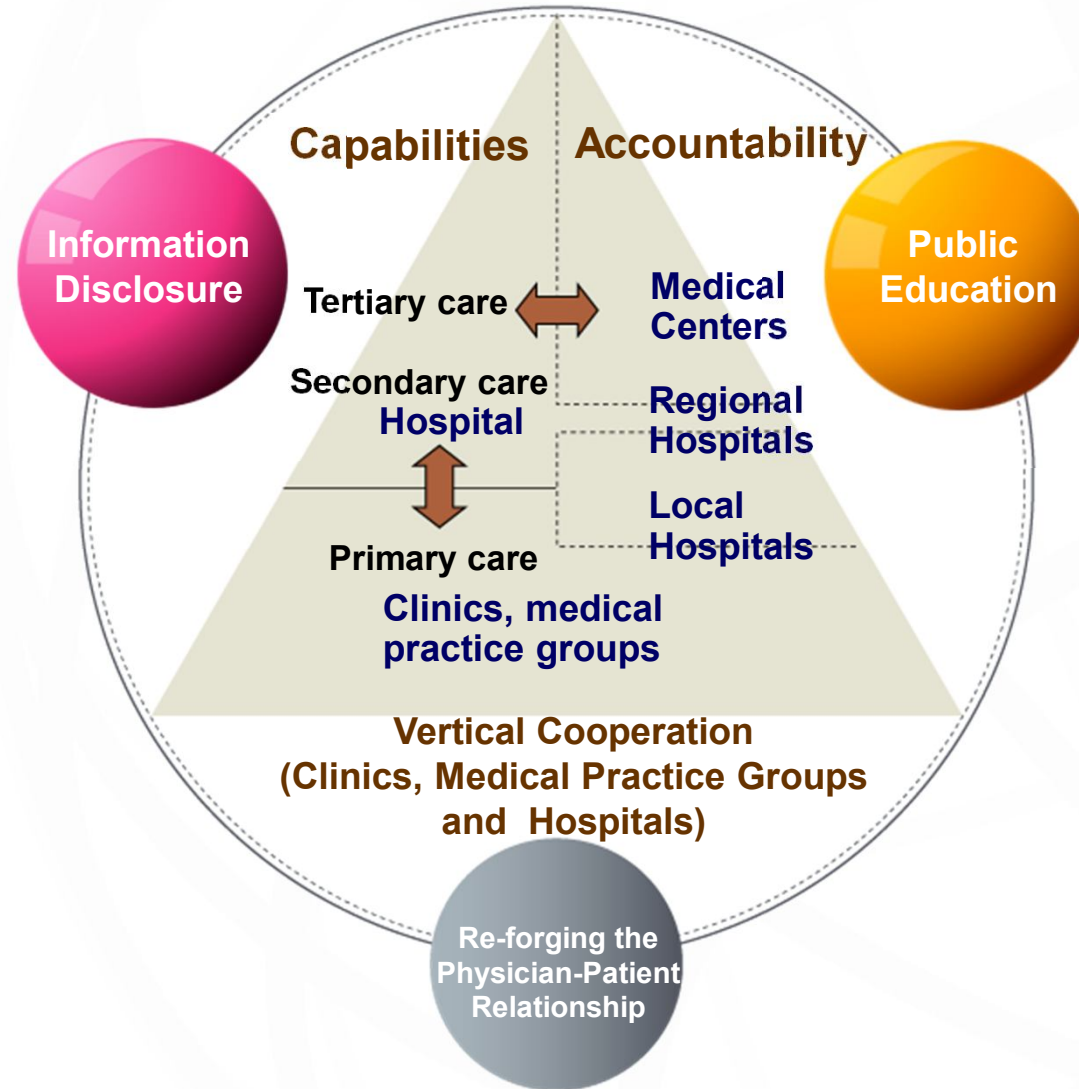 Capabilities
Accountability
Information
Disclosure
Public
Education
Tertiary care
Medical
Centers
Secondary care
Hospital
Regional
Hospitals
Local
Hospitals
Primary care
Clinics, medical
practice groups
Vertical Cooperation
(Clinics, Medical Practice Groups
and Hospitals)
Re-forging the
Physician-Patient
Relationship